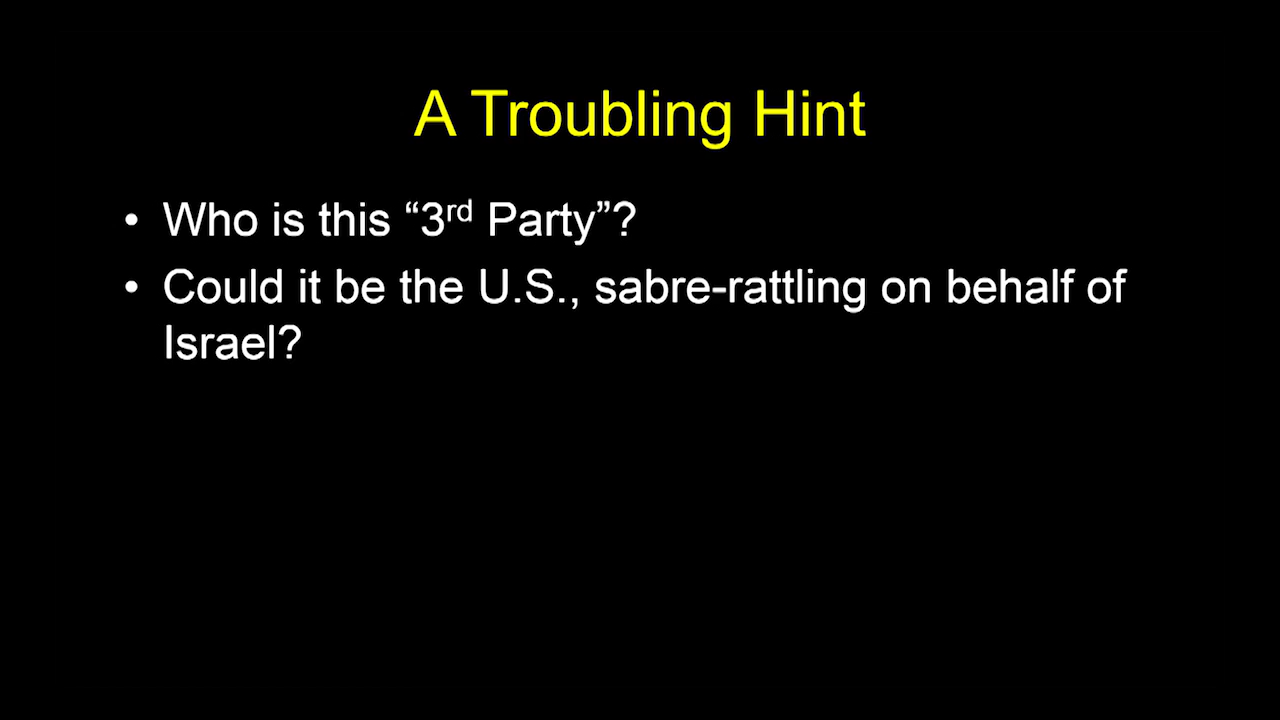 A Troubling Hint
• Who is this “3rd Party”?
• Could it be the U.S., sabre-rattling on behalf of
Israel?